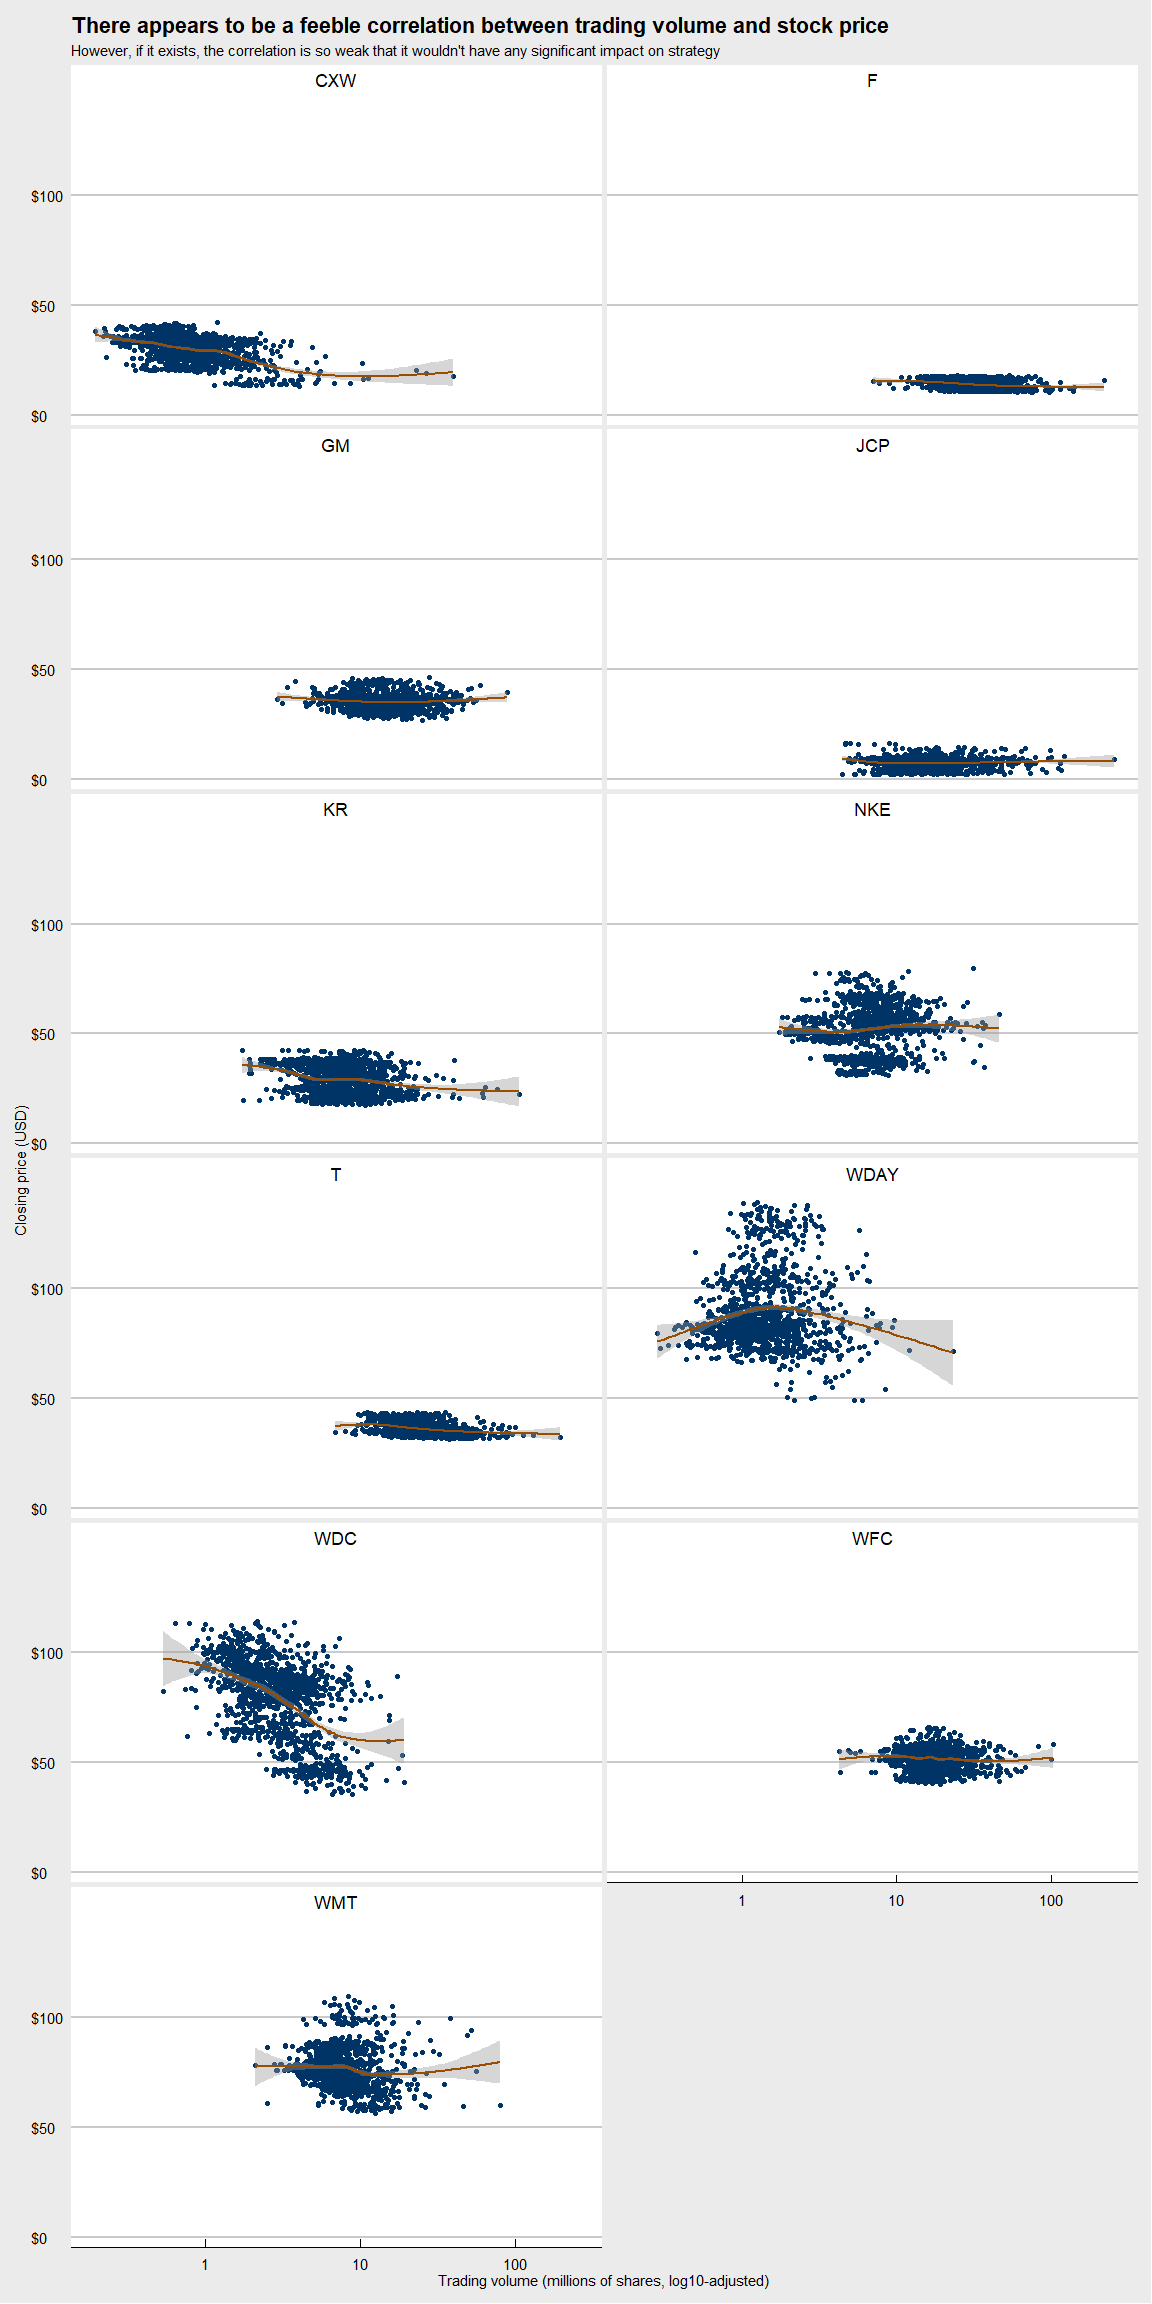 There appears to be a feeble correlation between trading volume and stock price
However, if it exists, the correlation is so weak that it wouldn't have any significant impact on strategy
CXW
F
$100
$50
$0
GM
JCP
$100
$50
$0
KR
NKE
$100
$50
$0
Closing price (USD)
T
WDAY
$100
$50
$0
WDC
WFC
$100
$50
$0
1 10 100
WMT
$100
$50
$0
1 10 100
Trading volume (millions of shares, log10-adjusted)